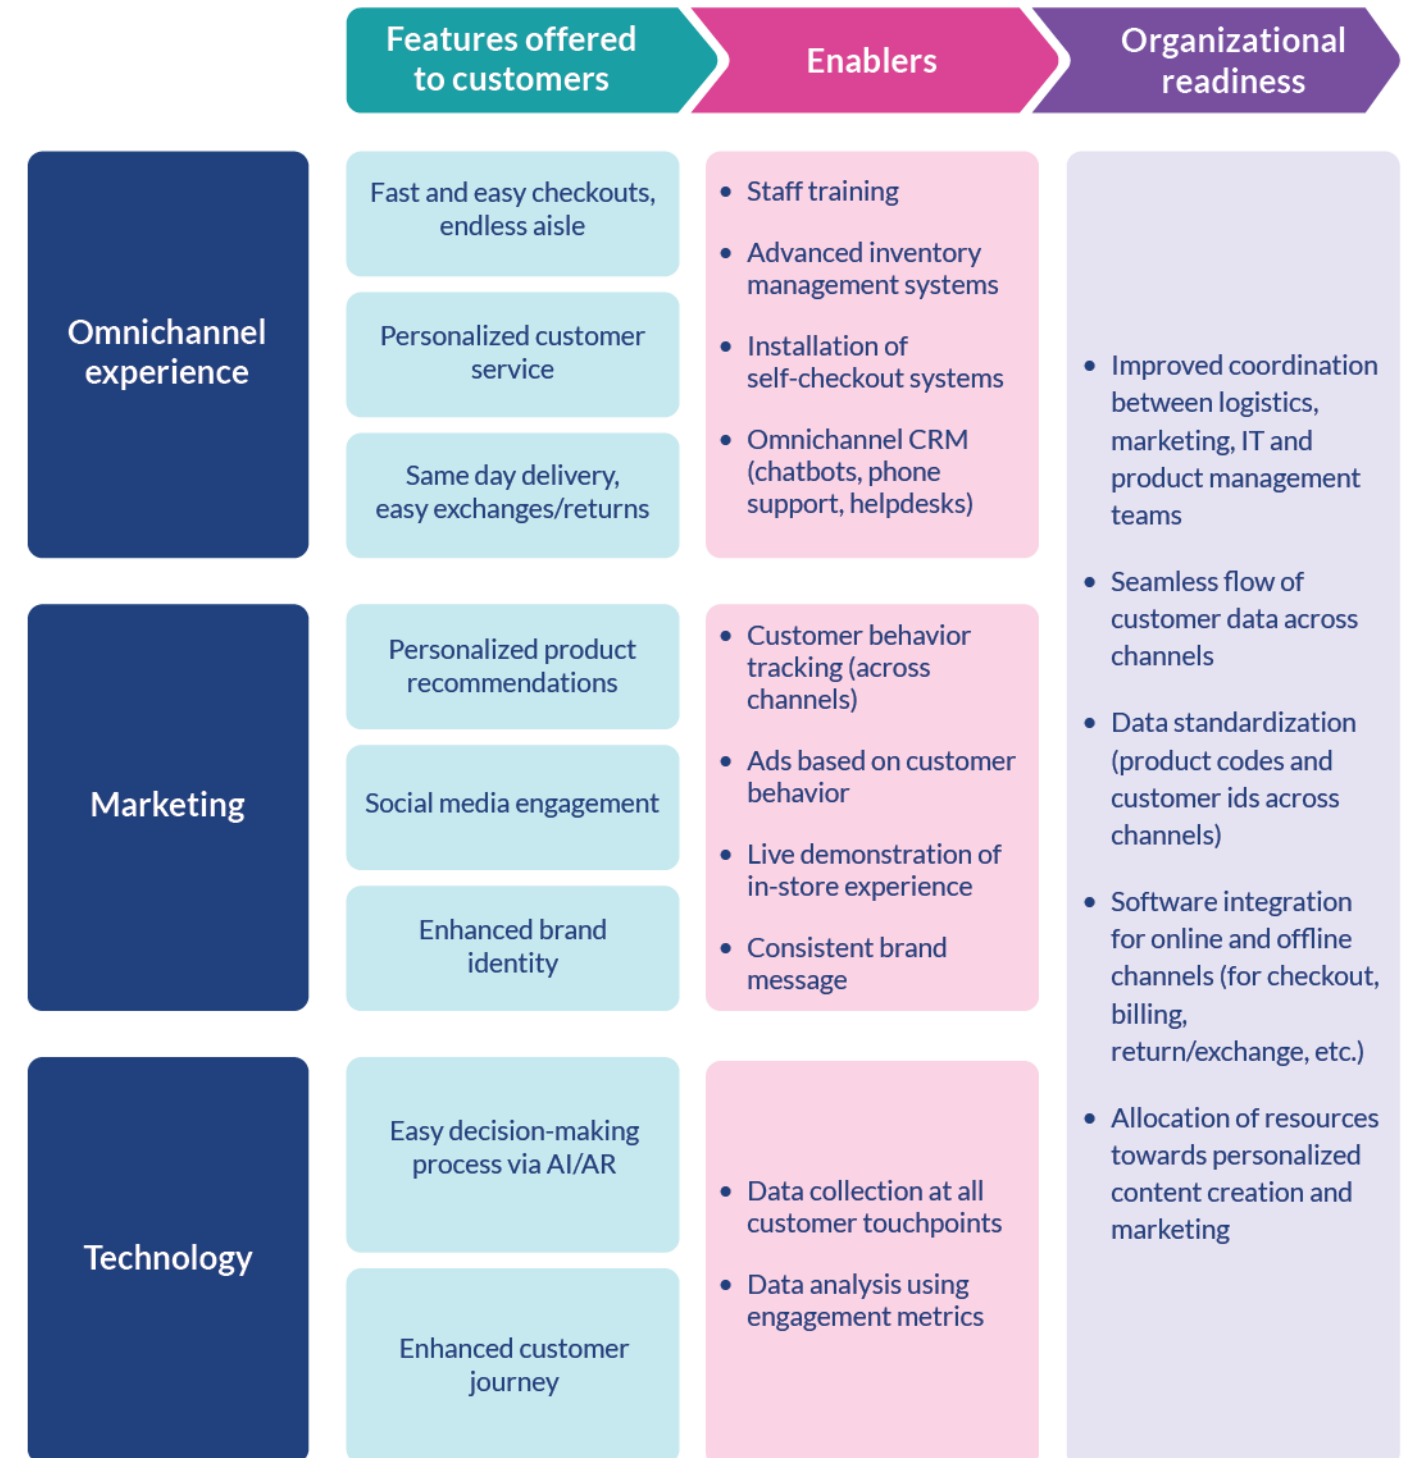 Features offered
to customers
Enablers
Organizational
readiness
Omnichannel
experience
Fast and easy checkouts,
endless aisle
Personalized customer
service
Same day delivery,
easy exchanges/returns
• Staff training
• Advanced inventory
management systems
• Installation of
self-checkout systems
• Omnichannel CRM
(chatbots, phone
support, helpdesks)
Marketing
Personalized product
recommendations
Social media engagement
Enhanced brand
identity
• Customer behavior
tracking (across
channels)
• Ads based on customer
behavior
• Live demonstration of
in-store experience
• Consistent brand
message
Technology
Easy decision-making
process via AI/AR
Enhanced customer
journey
• Data collection at all
customer touchpoints
• Data analysis using
engagement metrics
• Improved coordination
between logistics,
marketing, IT and
product management
teams
• Seamless flow of
customer data across
channels
• Data standardization
(product codes and
customer ids across
channels)
• Software integration
for online and offline
channels (for checkout,
billing,
return/exchange, etc.)
• Allocation of resources
towards personalized
content creation and
marketing